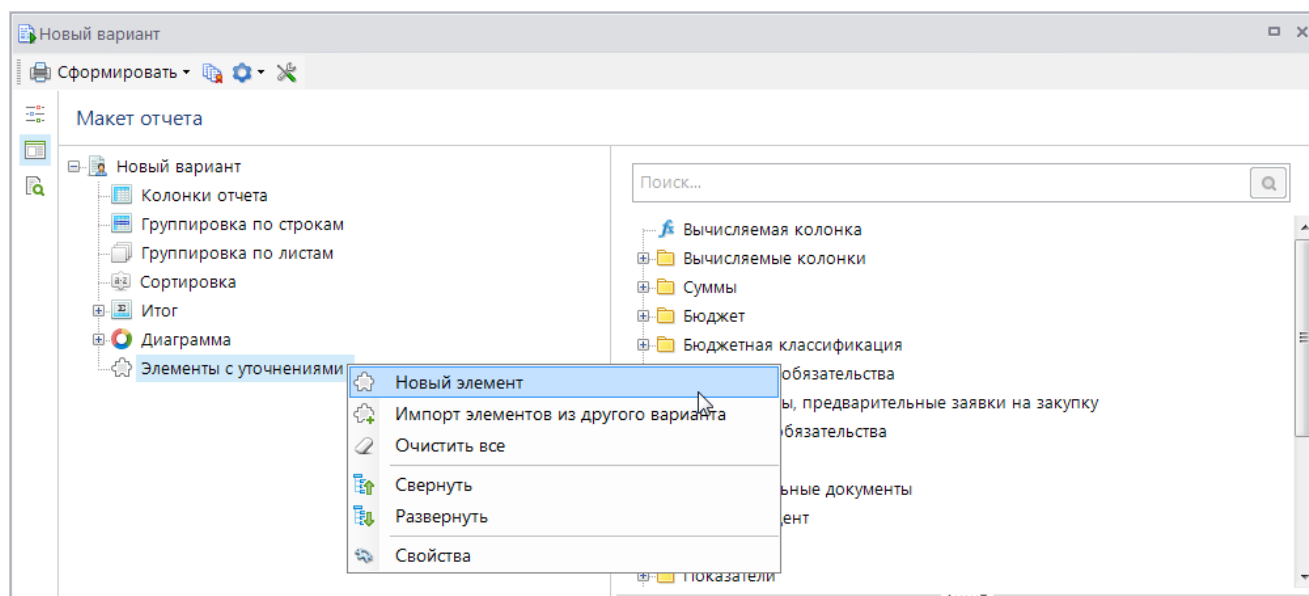 Новый вариант
Сформировать
Макет отчета
Новый вариант
Колонки отчета
Группировка по строкам
Группировка по листам
Сортировка
Итог
Диаграмма
Элементы с уточнениями
Новый элемент
Импорт элементов из другого варианта
Очистить все
Свернуть
Развернуть
Свойства
Поиск...
Вычисляемая колонка
Вычисляемые колонки
Суммы
Бюджет
Бюджетная классификация
обязательства
ы, предварительные заявки на закупку
обязательства
ьные документы
ент
Показатели